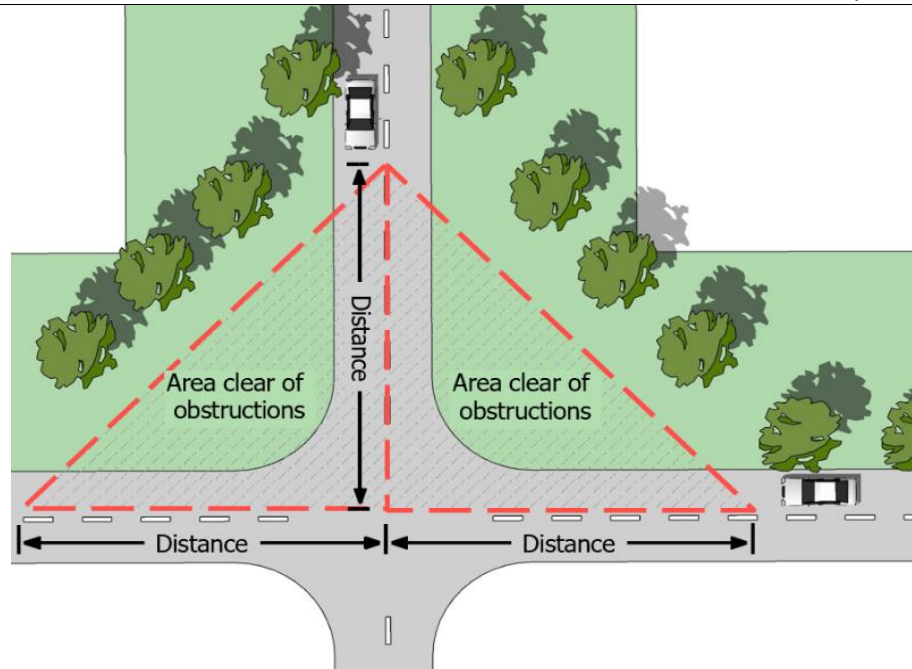 Distance
Area clear of
obstructions
Area clear of
obstructions
Distance
Distance